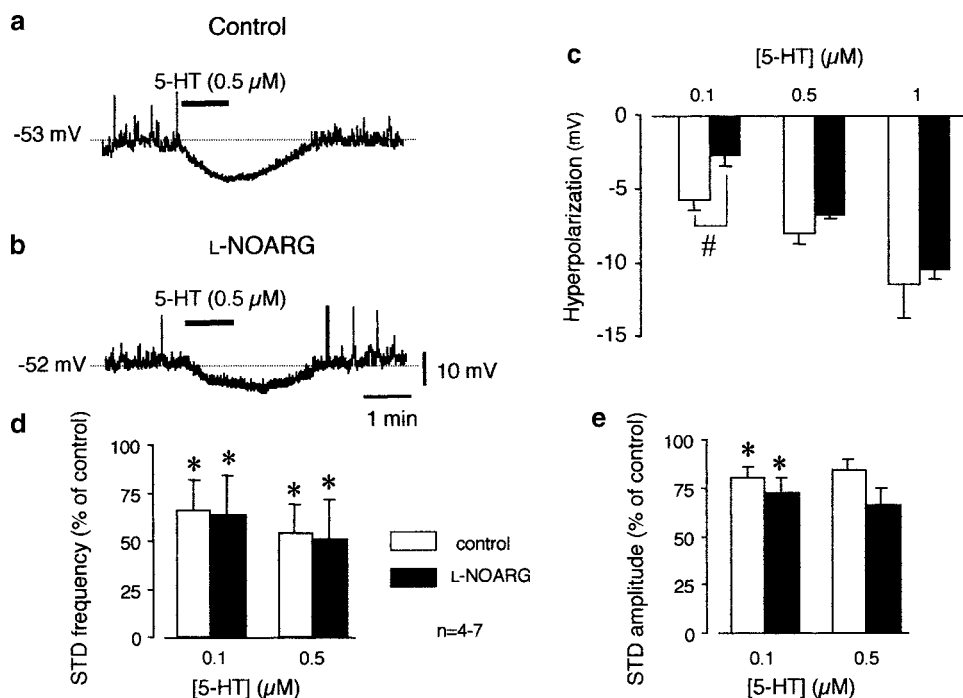 a
Control
5-HT (0.5 µM)
-53 mV
b
L-NOARG
5-HT (0.5 µM)
-52 mV
10 mV
1 min
c
[5-HT] (µM)
0.1 0.5 1
Hyperpolarization (mV)
0
-5
-10
-15
#
d
STD frequency (% of control)
100
75
50
25
0
* * * *
0.1 0.5
[5-HT] (µM)
control
L-NOARG
n=4-7
e
STD amplitude (% of control)
100
75
50
25
0
* *
0.1 0.5
[5-HT] (µM)